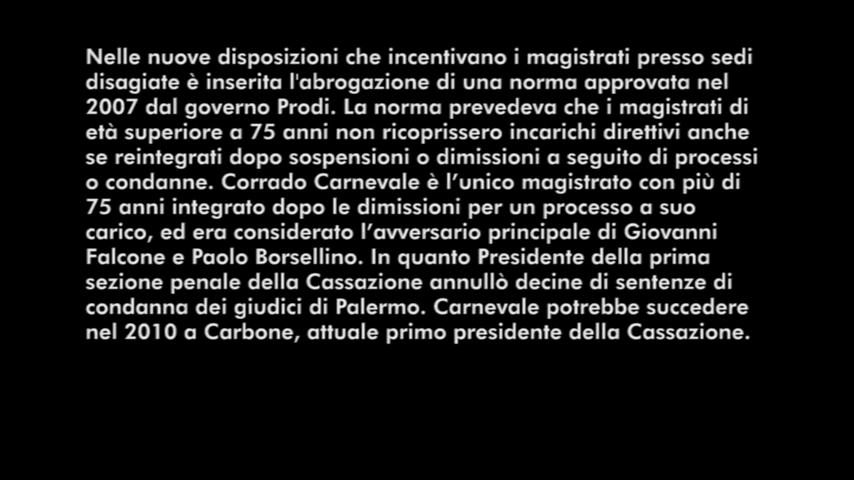 Nelle nuove disposizioni che incentivano i magistrati presso sedi
disagiate è inserita l'abrogazione di una norma approvata nel
2007 dal governo Prodi. La norma prevedeva che i magistrati di
età superiore a 75 anni non ricoprissero incarichi direttivi anche
se reintegrati dopo sospensioni o dimissioni a seguito di processi
o condanne. Corrado Carnevale è l’unico magistrato con più di
75 anni integrato dopo le dimissioni per un processo a suo
carico, ed era considerato l’avversario principale di Giovanni
Falcone e Paolo Borsellino. In quanto Presidente della prima
sezione penale della Cassazione annullò decine di sentenze di
condanna dei giudici di Palermo. Carnevale potrebbe succedere
nel 2010 a Carbone, attuale primo presidente della Cassazione.